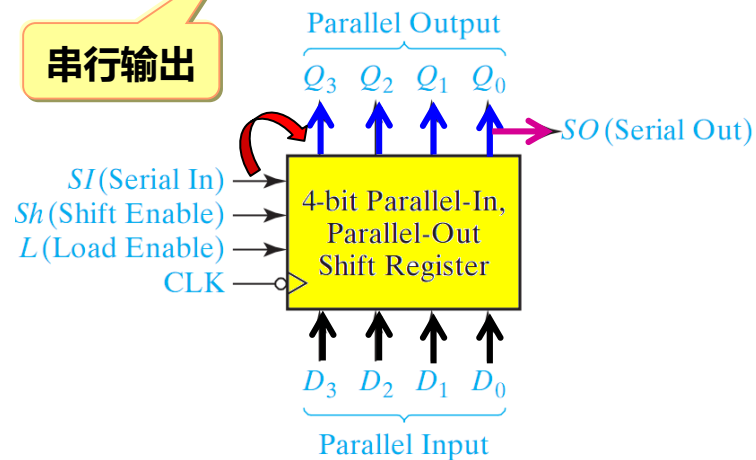 串行输出
Parallel Output
Q3 Q2 Q1 Q0
SO (Serial Out)
SI (Serial In)
Sh (Shift Enable)
L (Load Enable)
CLK
4-bit Parallel-In,
Parallel-Out
Shift Register
D3 D2 D1 D0
Parallel Input